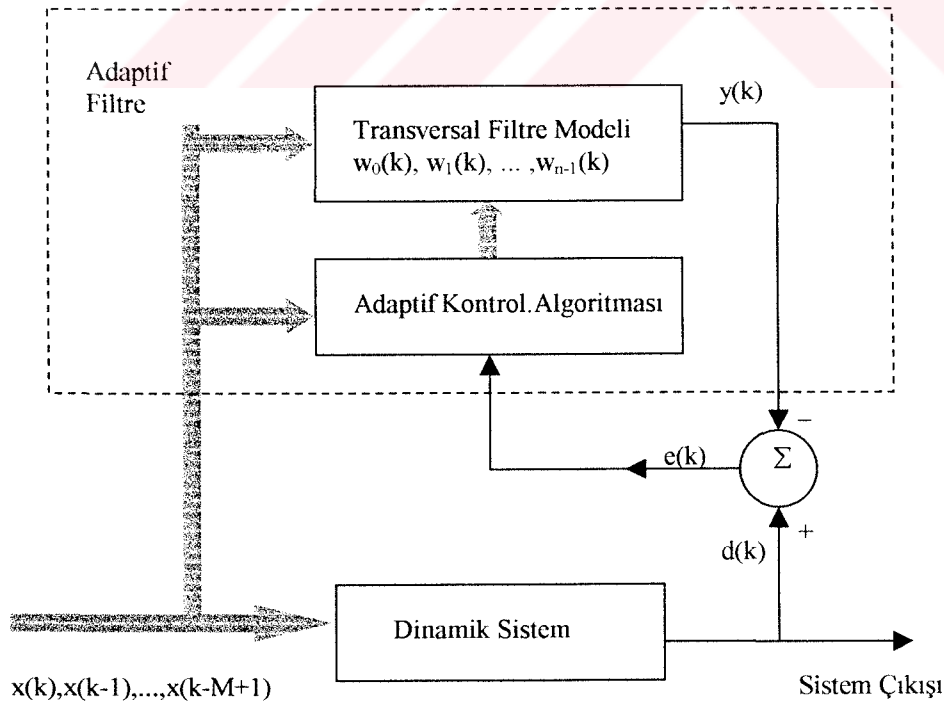 Adaptif
Filtre
y(k)
Transversal Filtre Modeli
w₀(k), w₁(k), ... ,wₙ₋₁(k)
Adaptif Kontrol.Algoritması
−
e(k)
Σ
+
d(k)
Dinamik Sistem
x(k),x(k-1),...,x(k-M+1)
Sistem Çıkışı